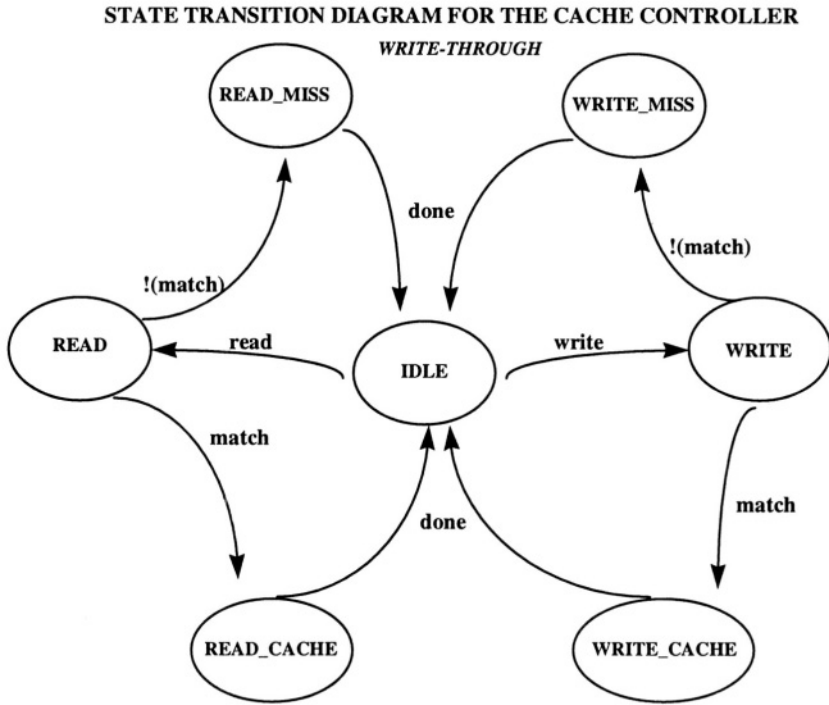 STATE TRANSITION DIAGRAM FOR THE CACHE CONTROLLER
WRITE-THROUGH
READ_MISS
WRITE_MISS
done
!(match)
!(match)
READ
read
IDLE
write
WRITE
match
match
done
READ_CACHE
WRITE_CACHE